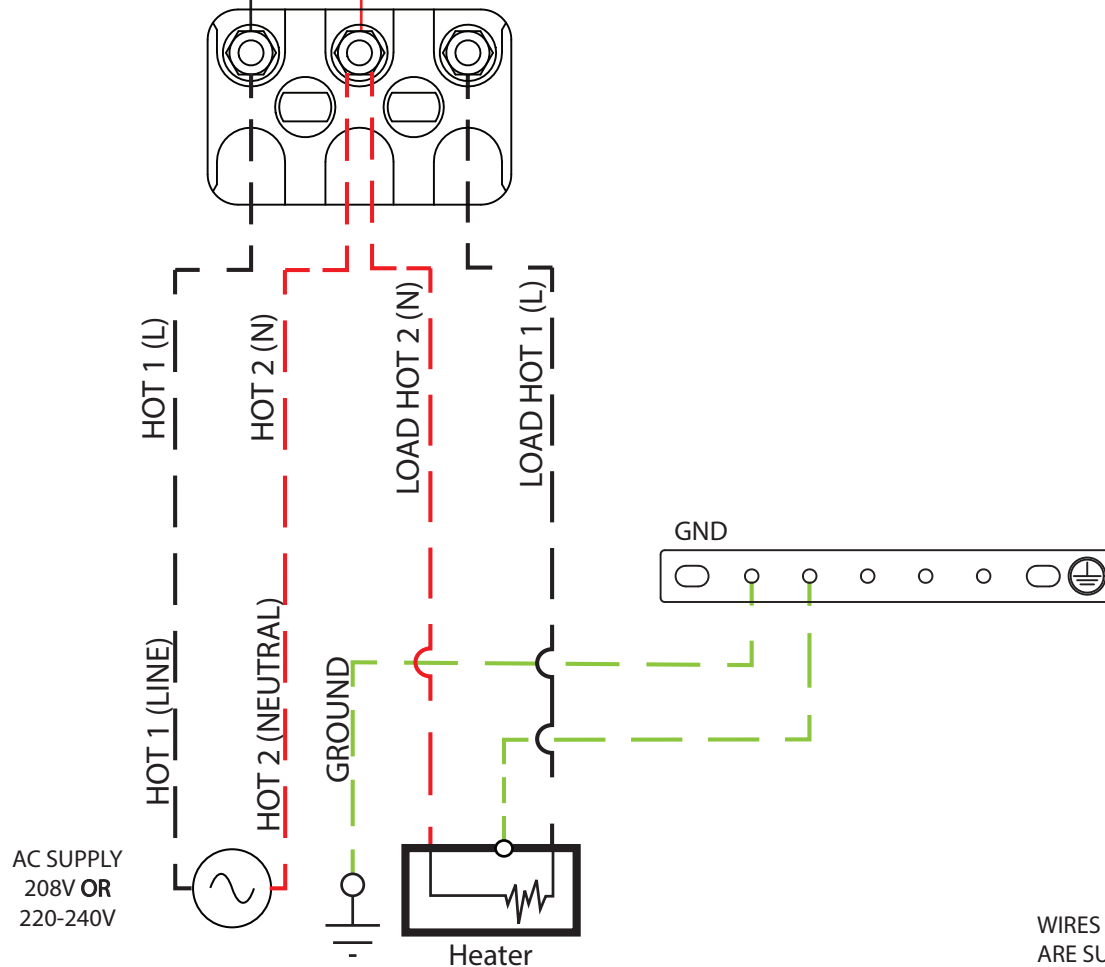 HOT 1 (L)
HOT 2 (N)
LOAD HOT 2 (N)
LOAD HOT 1 (L)
GND
HOT 1 (LINE)
HOT 2 (NEUTRAL)
GROUND
AC SUPPLY
208V OR
220-240V
Heater
WIRES
ARE